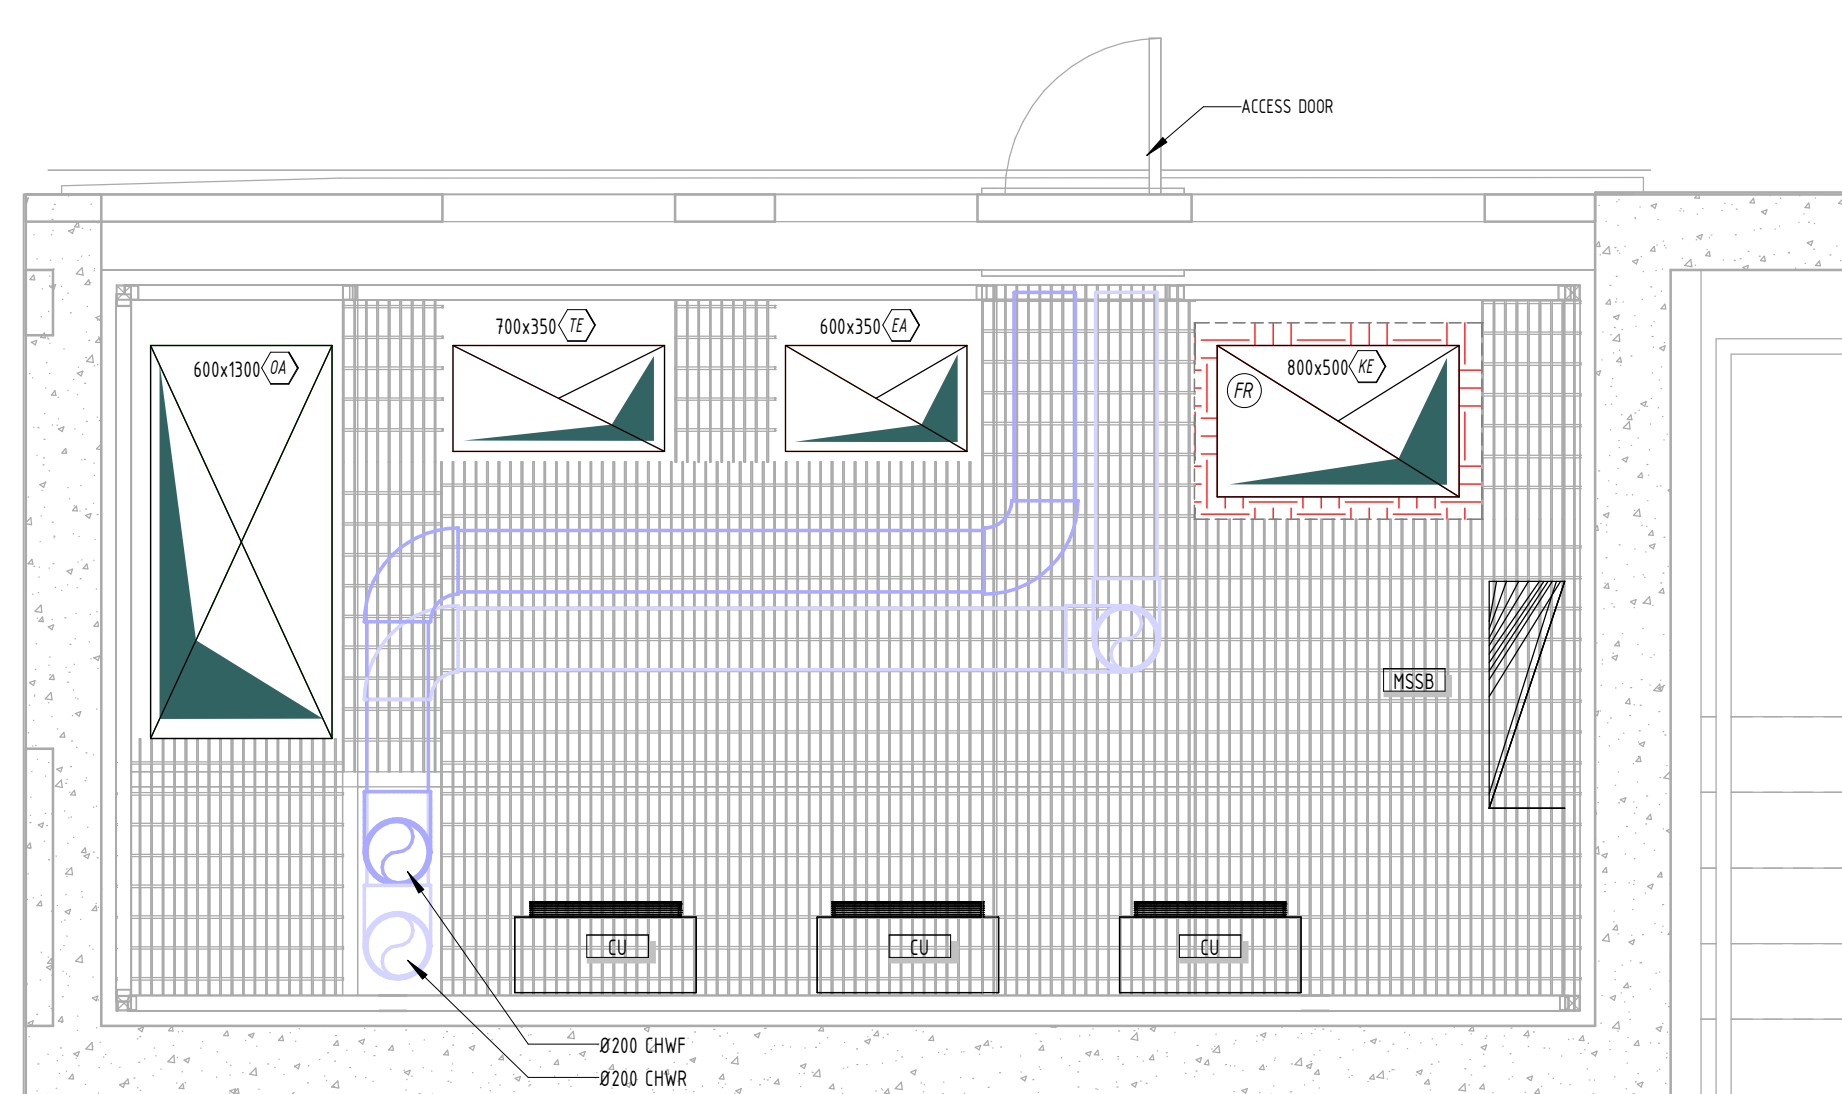 ACCESS DOOR
700x350 TE
600x350 EA
600x1300 OA
800x500 KE
FR
MSSB
CU
CU
CU
Ø200 CHWF
Ø200 CHWR